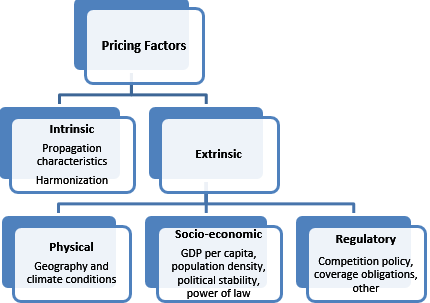 Pricing Factors
Intrinsic
Propagation
characteristics
Harmonization
Extrinsic
Physical
Geography and
climate conditions
Socio-economic
GDP per capita,
population density,
political stability,
power of law
Regulatory
Competition policy,
coverage obligations,
other